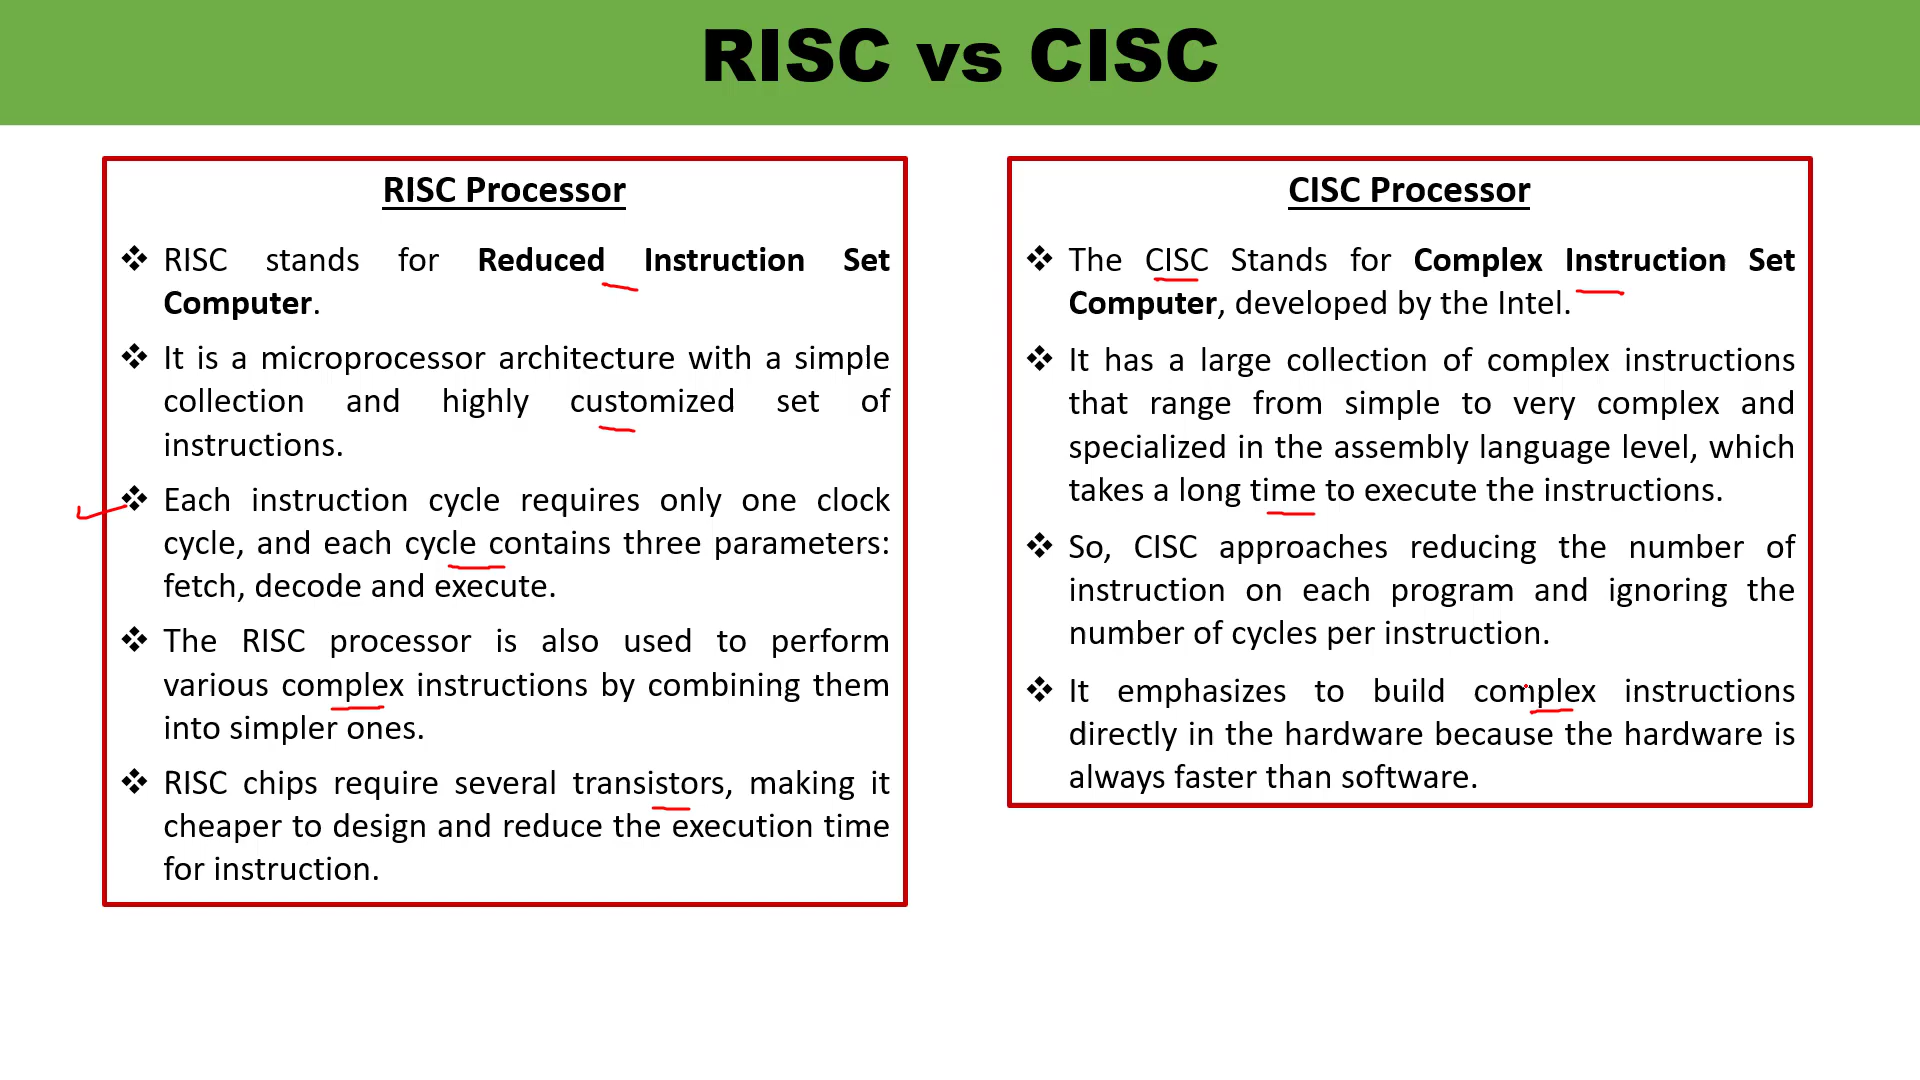 RISC vs CISC
RISC Processor
❖ RISC stands for Reduced Instruction Set
Computer.
❖ It is a microprocessor architecture with a simple
collection and highly customized set of
instructions.
❖ Each instruction cycle requires only one clock
cycle, and each cycle contains three parameters:
fetch, decode and execute.
❖ The RISC processor is also used to perform
various complex instructions by combining them
into simpler ones.
❖ RISC chips require several transistors, making it
cheaper to design and reduce the execution time
for instruction.
CISC Processor
❖ The CISC Stands for Complex Instruction Set
Computer, developed by the Intel.
❖ It has a large collection of complex instructions
that range from simple to very complex and
specialized in the assembly language level, which
takes a long time to execute the instructions.
❖ So, CISC approaches reducing the number of
instruction on each program and ignoring the
number of cycles per instruction.
❖ It emphasizes to build complex instructions
directly in the hardware because the hardware is
always faster than software.